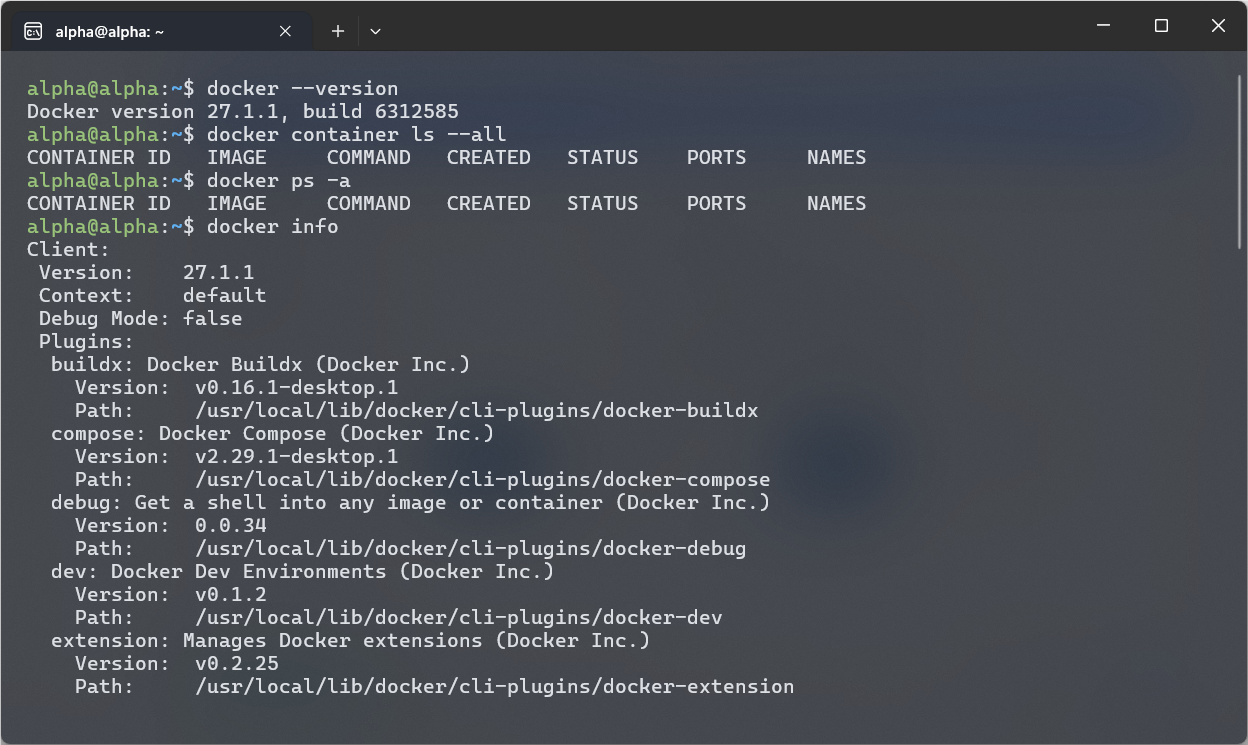 alpha@alpha: ~
alpha@alpha:~$ docker --version
Docker version 27.1.1, build 6312585
alpha@alpha:~$ docker container ls --all
CONTAINER ID   IMAGE     COMMAND   CREATED   STATUS    PORTS     NAMES
alpha@alpha:~$ docker ps -a
CONTAINER ID   IMAGE     COMMAND   CREATED   STATUS    PORTS     NAMES
alpha@alpha:~$ docker info
Client:
 Version:    27.1.1
 Context:    default
 Debug Mode: false
 Plugins:
  buildx: Docker Buildx (Docker Inc.)
    Version:  v0.16.1-desktop.1
    Path:     /usr/local/lib/docker/cli-plugins/docker-buildx
  compose: Docker Compose (Docker Inc.)
    Version:  v2.29.1-desktop.1
    Path:     /usr/local/lib/docker/cli-plugins/docker-compose
  debug: Get a shell into any image or container (Docker Inc.)
    Version:  0.0.34
    Path:     /usr/local/lib/docker/cli-plugins/docker-debug
  dev: Docker Dev Environments (Docker Inc.)
    Version:  v0.1.2
    Path:     /usr/local/lib/docker/cli-plugins/docker-dev
  extension: Manages Docker extensions (Docker Inc.)
    Version:  v0.2.25
    Path:     /usr/local/lib/docker/cli-plugins/docker-extension